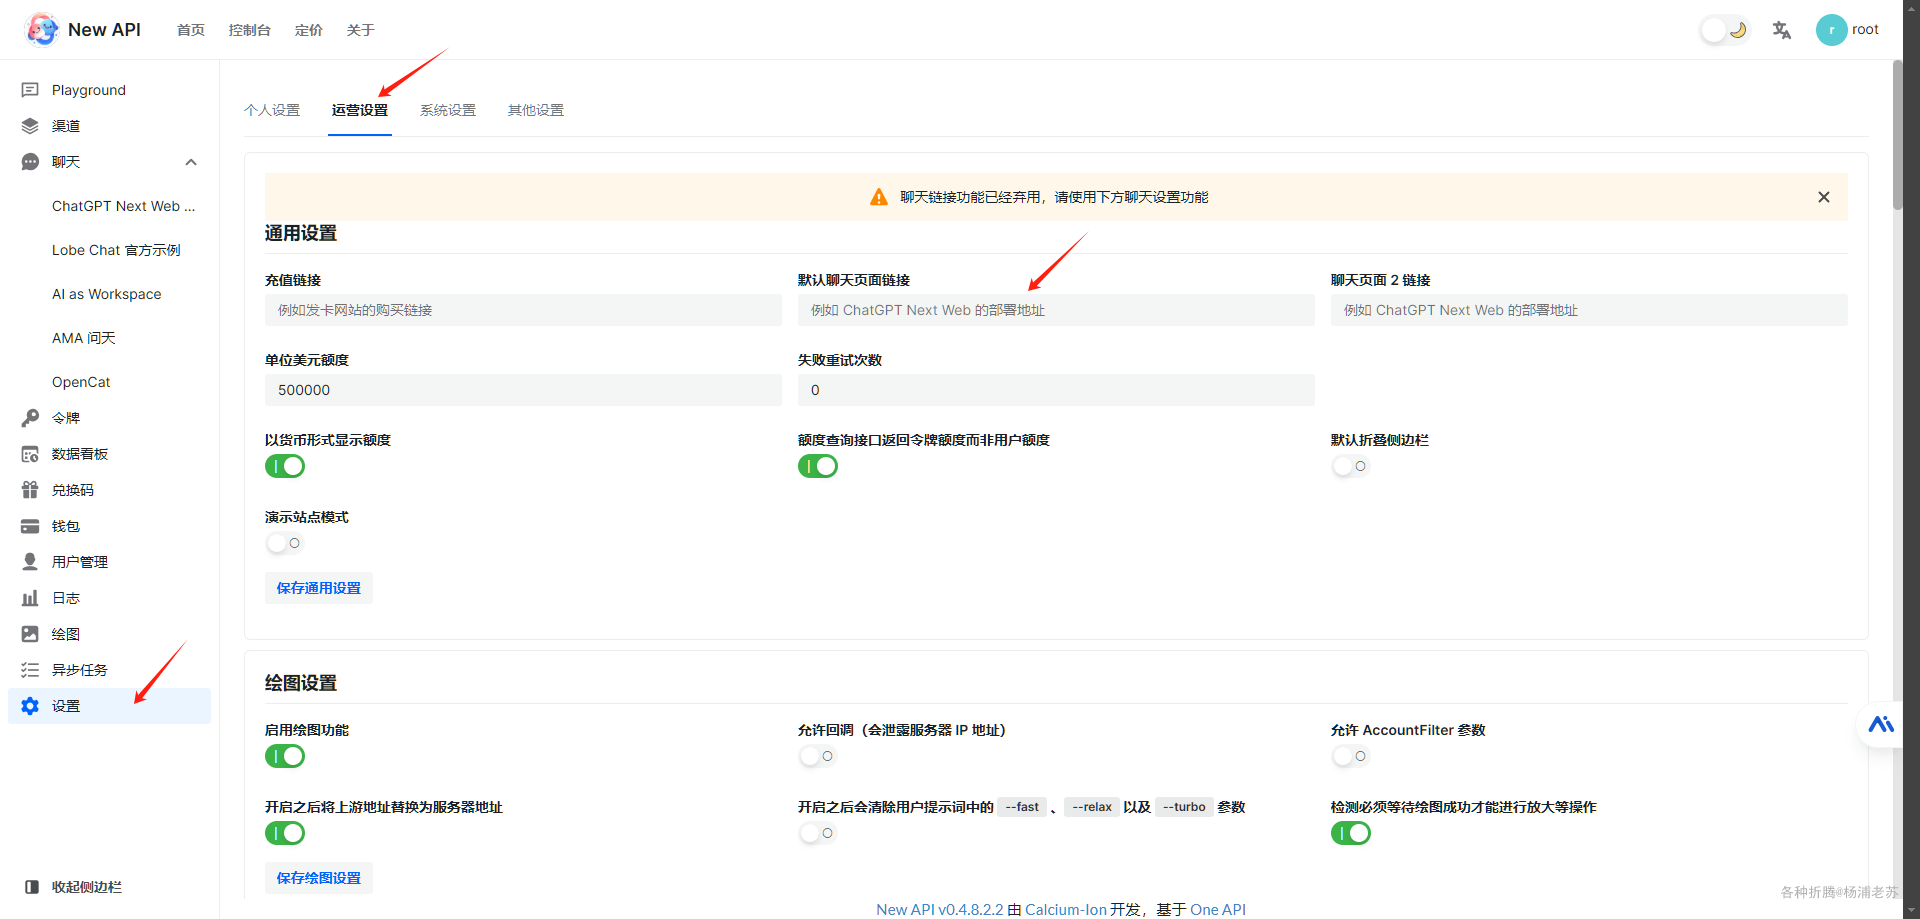 New API
首页 控制台 定价 关于
r root
Playground
渠道
聊天
ChatGPT Next Web ...
Lobe Chat 官方示例
AI as Workspace
AMA 问天
OpenCat
令牌
数据看板
兑换码
钱包
用户管理
日志
绘图
异步任务
设置
收起侧边栏
个人设置 运营设置 系统设置 其他设置
聊天链接功能已经弃用，请使用下方聊天设置功能
通用设置
充值链接 默认聊天页面链接 聊天页面 2 链接
例如发卡网站的购买链接 例如 ChatGPT Next Web 的部署地址 例如 ChatGPT Next Web 的部署地址
单位美元额度 失败重试次数
500000 0
以货币形式显示额度 额度查询接口返回令牌额度而非用户额度 默认折叠侧边栏
演示站点模式
保存通用设置
绘图设置
启用绘图功能 允许回调（会泄露服务器 IP 地址） 允许 AccountFilter 参数
开启之后将上游地址替换为服务器地址 开启之后会清除用户提示词中的 --fast 、 --relax 以及 --turbo 参数 检测必须等待绘图成功才能进行放大等操作
保存绘图设置
New API v0.4.8.2.2 由 Calcium-Ion 开发，基于 One API
各种折腾@杨浦老苏